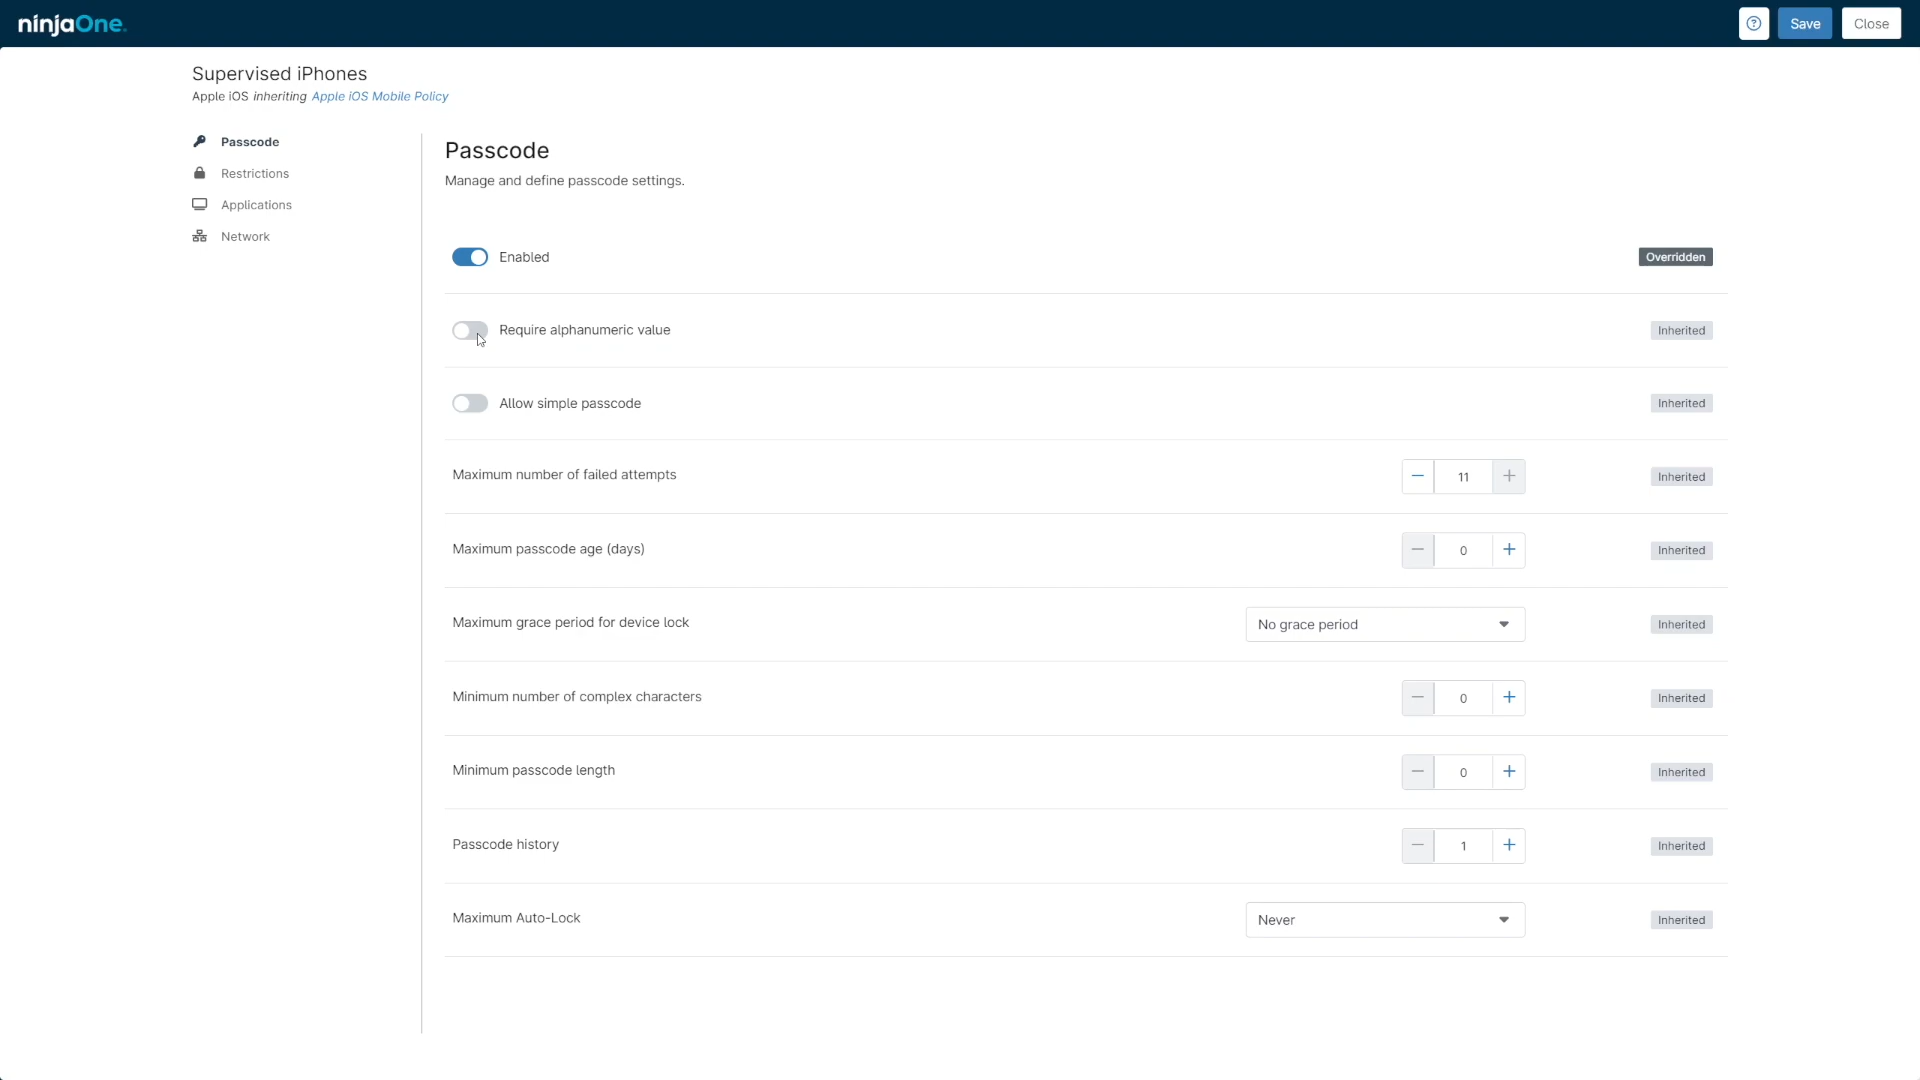 ninjaOne
Save
Close
Supervised iPhones
Apple iOS inheriting Apple iOS Mobile Policy
Passcode
Restrictions
Applications
Network
Passcode
Manage and define passcode settings.
Enabled
Overridden
Require alphanumeric value
Inherited
Allow simple passcode
Inherited
Maximum number of failed attempts
11
Inherited
Maximum passcode age (days)
0
Inherited
Maximum grace period for device lock
No grace period
Inherited
Minimum number of complex characters
0
Inherited
Minimum passcode length
0
Inherited
Passcode history
1
Inherited
Maximum Auto-Lock
Never
Inherited